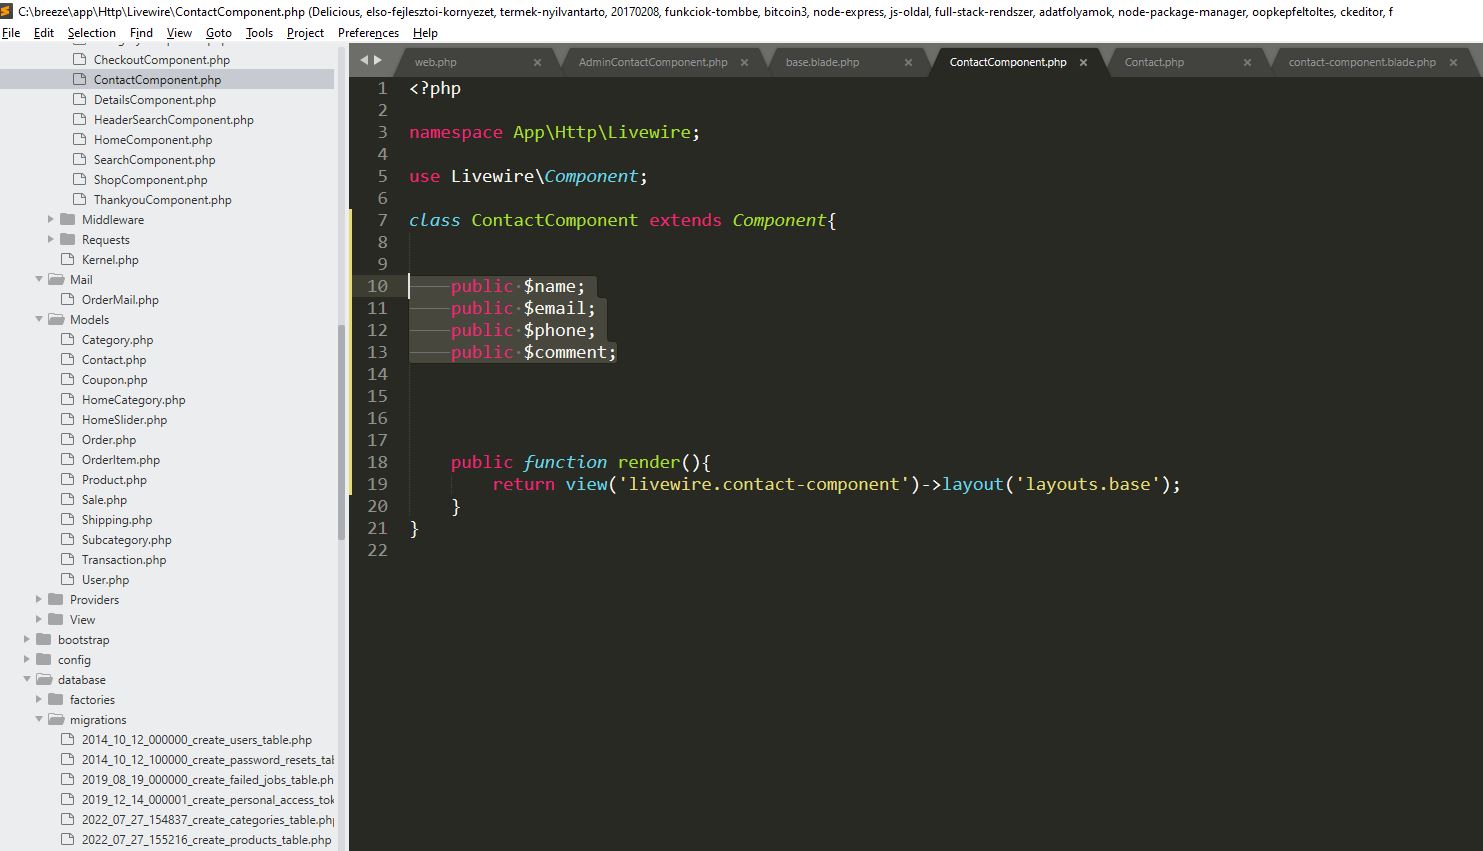 C:\breeze\app\Http\Livewire\ContactComponent.php (Delicious, elso-fejlesztoi-kornyezet, termek-nyilvantarto, 20170208, funkciok-tombbe, bitcoin3, node-express, js-oldal, full-stack-rendszer, adatfolyamok, node-package-manager, oopkepfeltoltes, ckeditor, f
File Edit Selection Find View Goto Tools Project Preferences Help
CheckoutComponent.php
ContactComponent.php
DetailsComponent.php
HeaderSearchComponent.php
HomeComponent.php
SearchComponent.php
ShopComponent.php
ThankyouComponent.php
Middleware
Requests
Kernel.php
Mail
OrderMail.php
Models
Category.php
Contact.php
Coupon.php
HomeCategory.php
HomeSlider.php
Order.php
OrderItem.php
Product.php
Sale.php
Shipping.php
Subcategory.php
Transaction.php
User.php
Providers
View
bootstrap
config
database
factories
migrations
2014_10_12_000000_create_users_table.php
2014_10_12_100000_create_password_resets_tal
2019_08_19_000000_create_failed_jobs_table.ph
2019_12_14_000001_create_personal_access_tok
2022_07_27_154837_create_categories_table.php
2022_07_27_155216_create_products_table.php
web.php AdminContactComponent.php base.blade.php ContactComponent.php Contact.php contact-component.blade.php
1 <?php
2
3 namespace App\Http\Livewire;
4
5 use Livewire\Component;
6
7 class ContactComponent extends Component{
8
9
10 public $name;
11 public $email;
12 public $phone;
13 public $comment;
14
15
16
17
18 public function render(){
19 return view('livewire.contact-component')->layout('layouts.base');
20 }
21 }
22